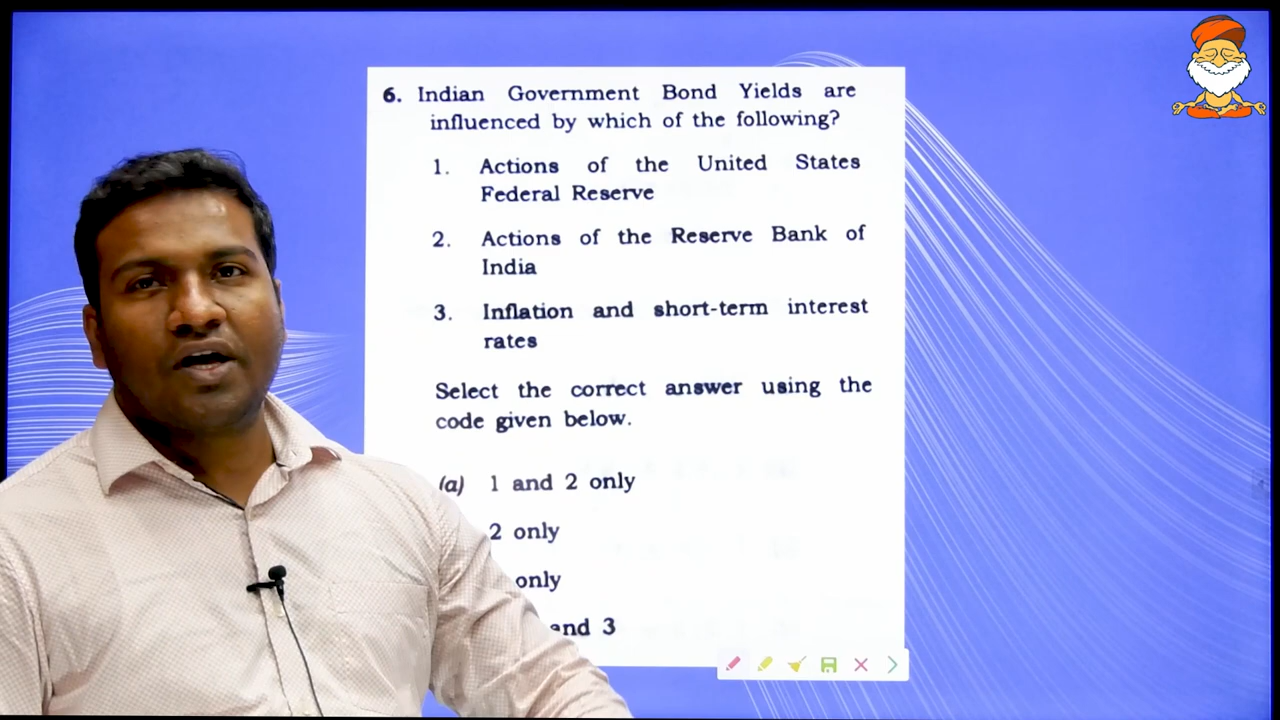 6. Indian Government Bond Yields are
influenced by which of the following?
1. Actions of the United States
Federal Reserve
2. Actions of the Reserve Bank of
India
3. Inflation and short-term interest
rates
Select the correct answer using the
code given below.
(a) 1 and 2 only
2 only
only
and 3